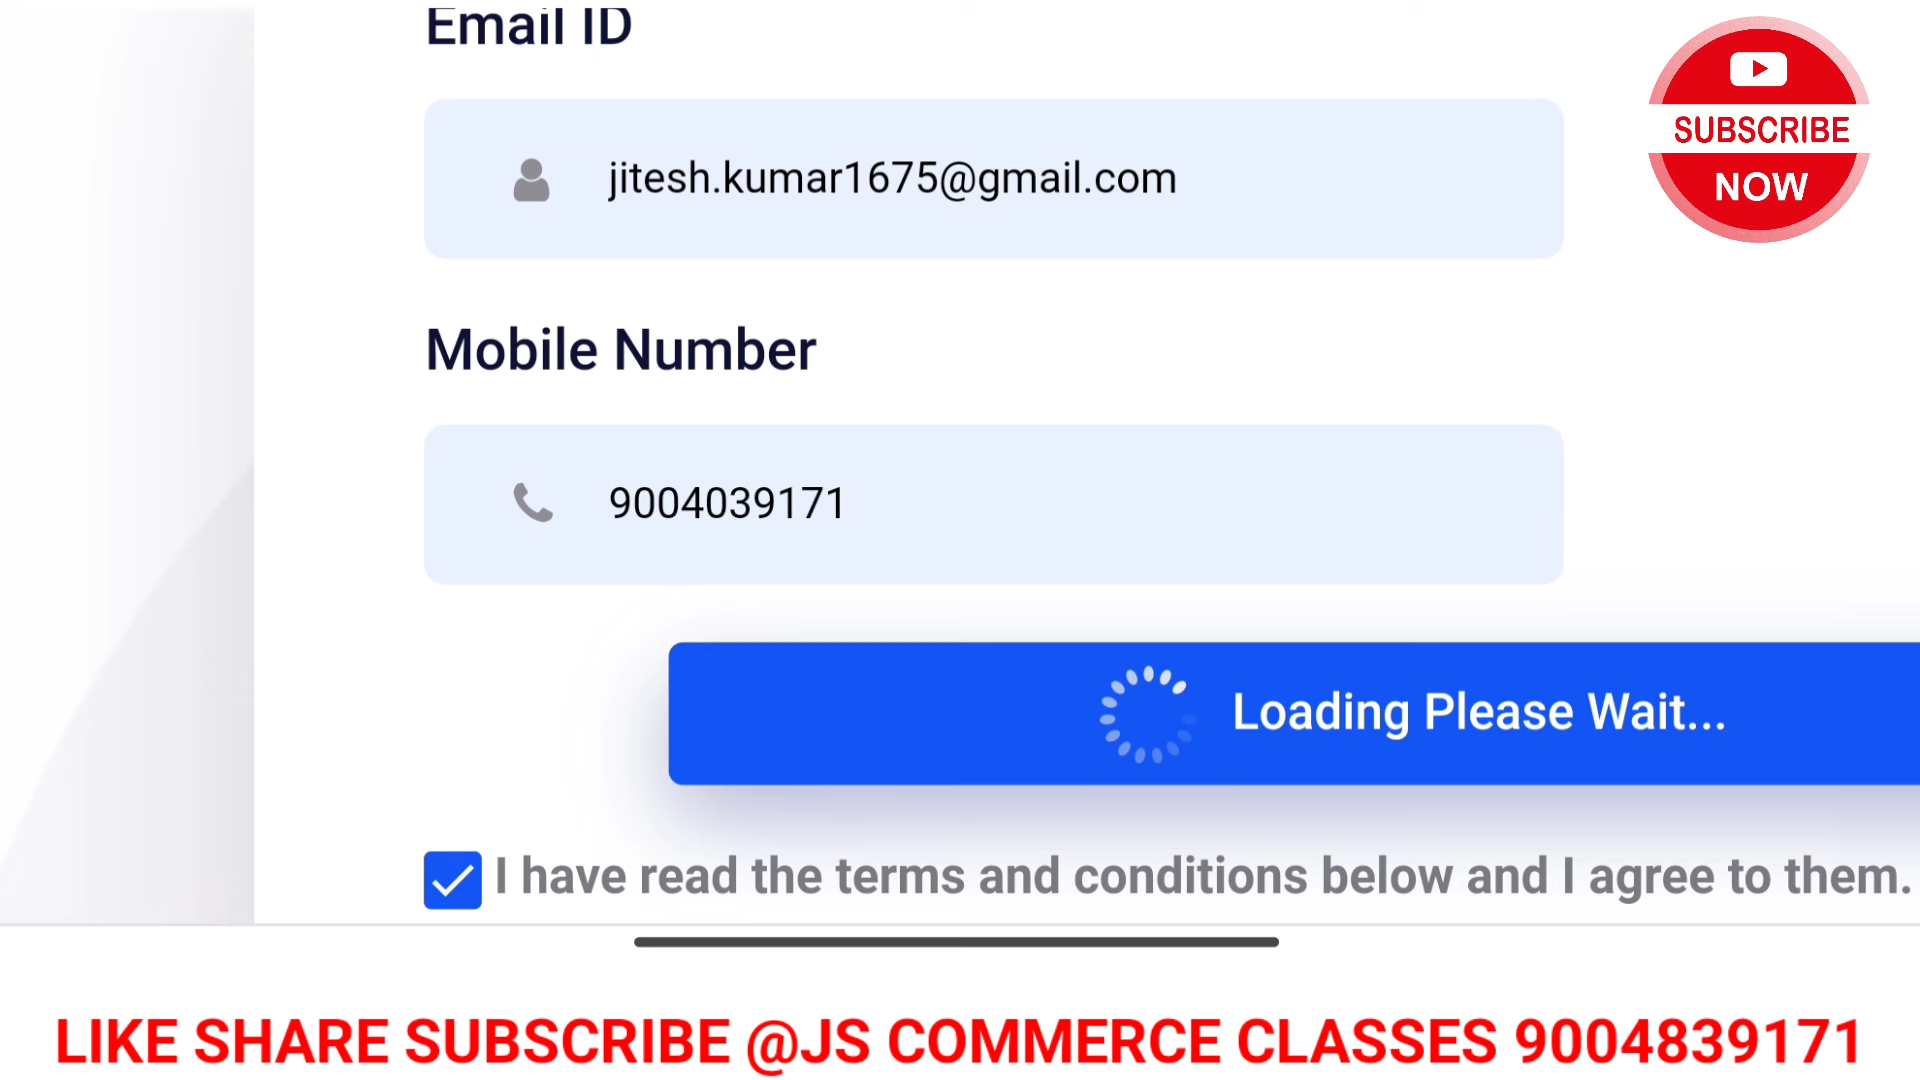 Email ID
SUBSCRIBE
NOW
jitesh.kumar1675@gmail.com
Mobile Number
9004039171
Loading Please Wait...
I have read the terms and conditions below and I agree to them.
LIKE SHARE SUBSCRIBE @JS COMMERCE CLASSES 9004839171